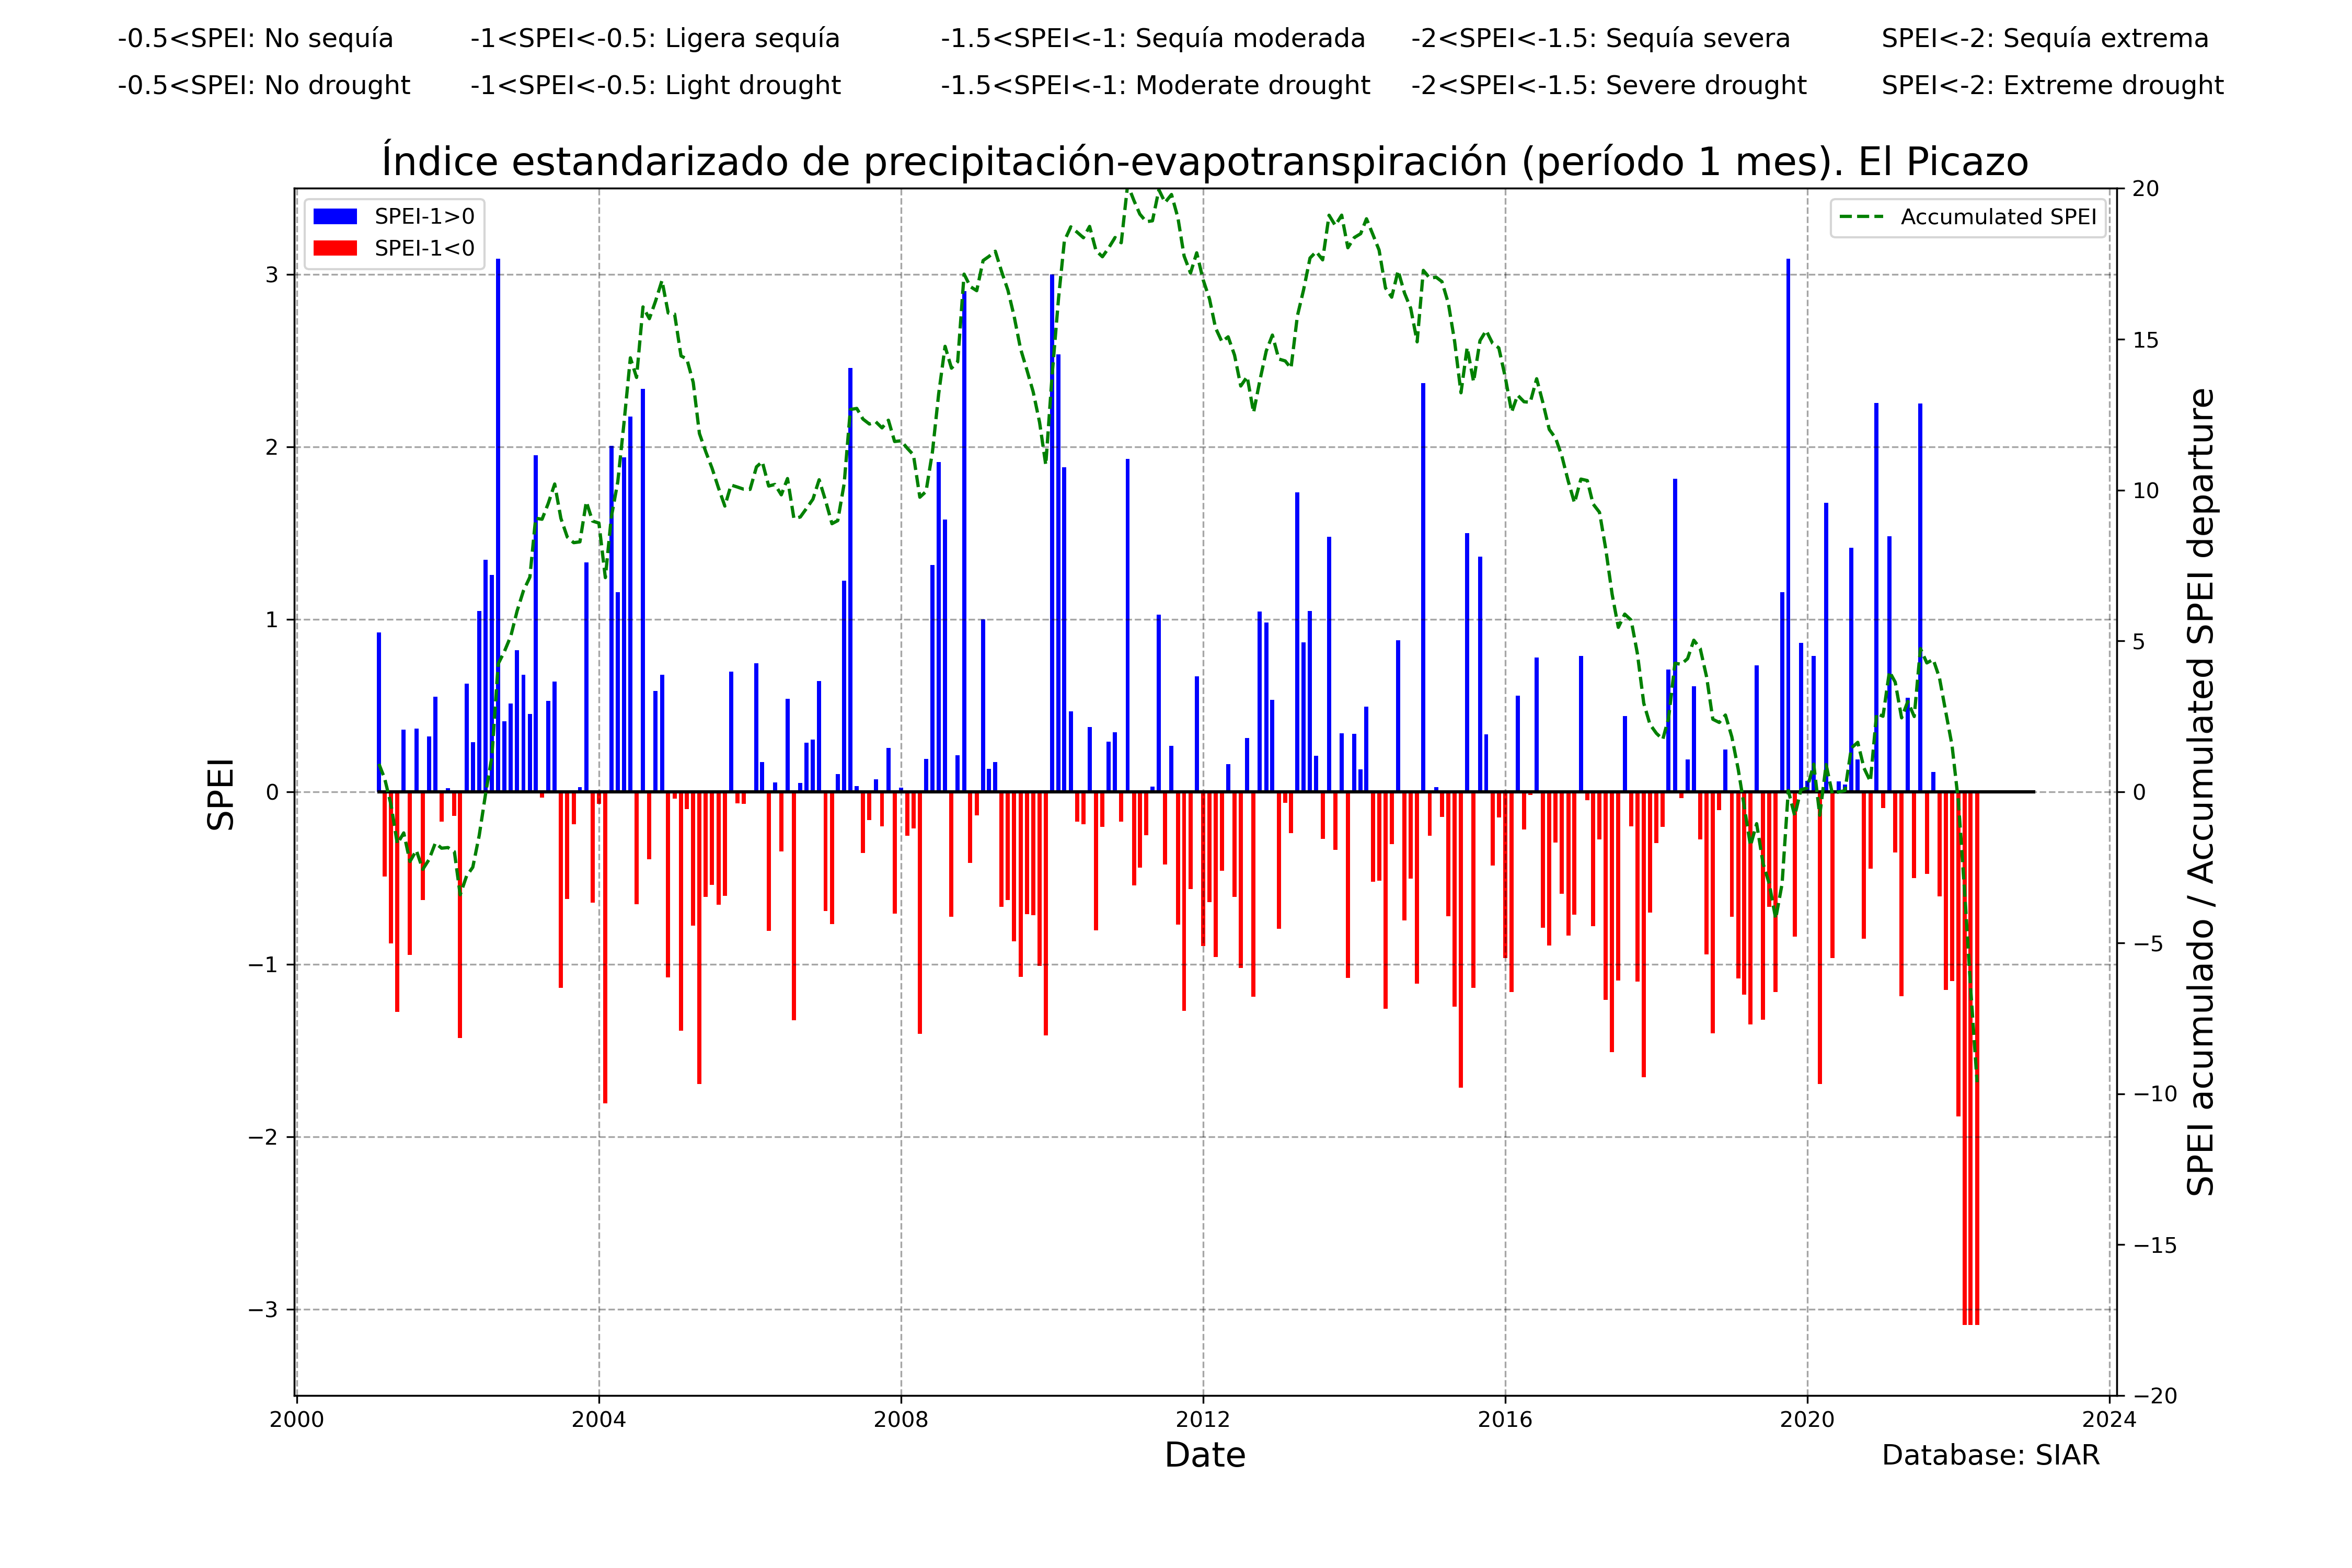 -0.5<SPEI: No sequía -1<SPEI<-0.5: Ligera sequía -1.5<SPEI<-1: Sequía moderada -2<SPEI<-1.5: Sequía severa SPEI<-2: Sequía extrema
-0.5<SPEI: No drought -1<SPEI<-0.5: Light drought -1.5<SPEI<-1: Moderate drought -2<SPEI<-1.5: Severe drought SPEI<-2: Extreme drought
Índice estandarizado de precipitación-evapotranspiración (período 1 mes). El Picazo
SPEI-1>0
SPEI-1<0
Accumulated SPEI
SPEI
3
2
1
0
−1
−2
−3
20
15
10
5
0
−5
−10
−15
−20
SPEI acumulado / Accumulated SPEI departure
2000 2004 2008 2012 2016 2020 2024
Date
Database: SIAR